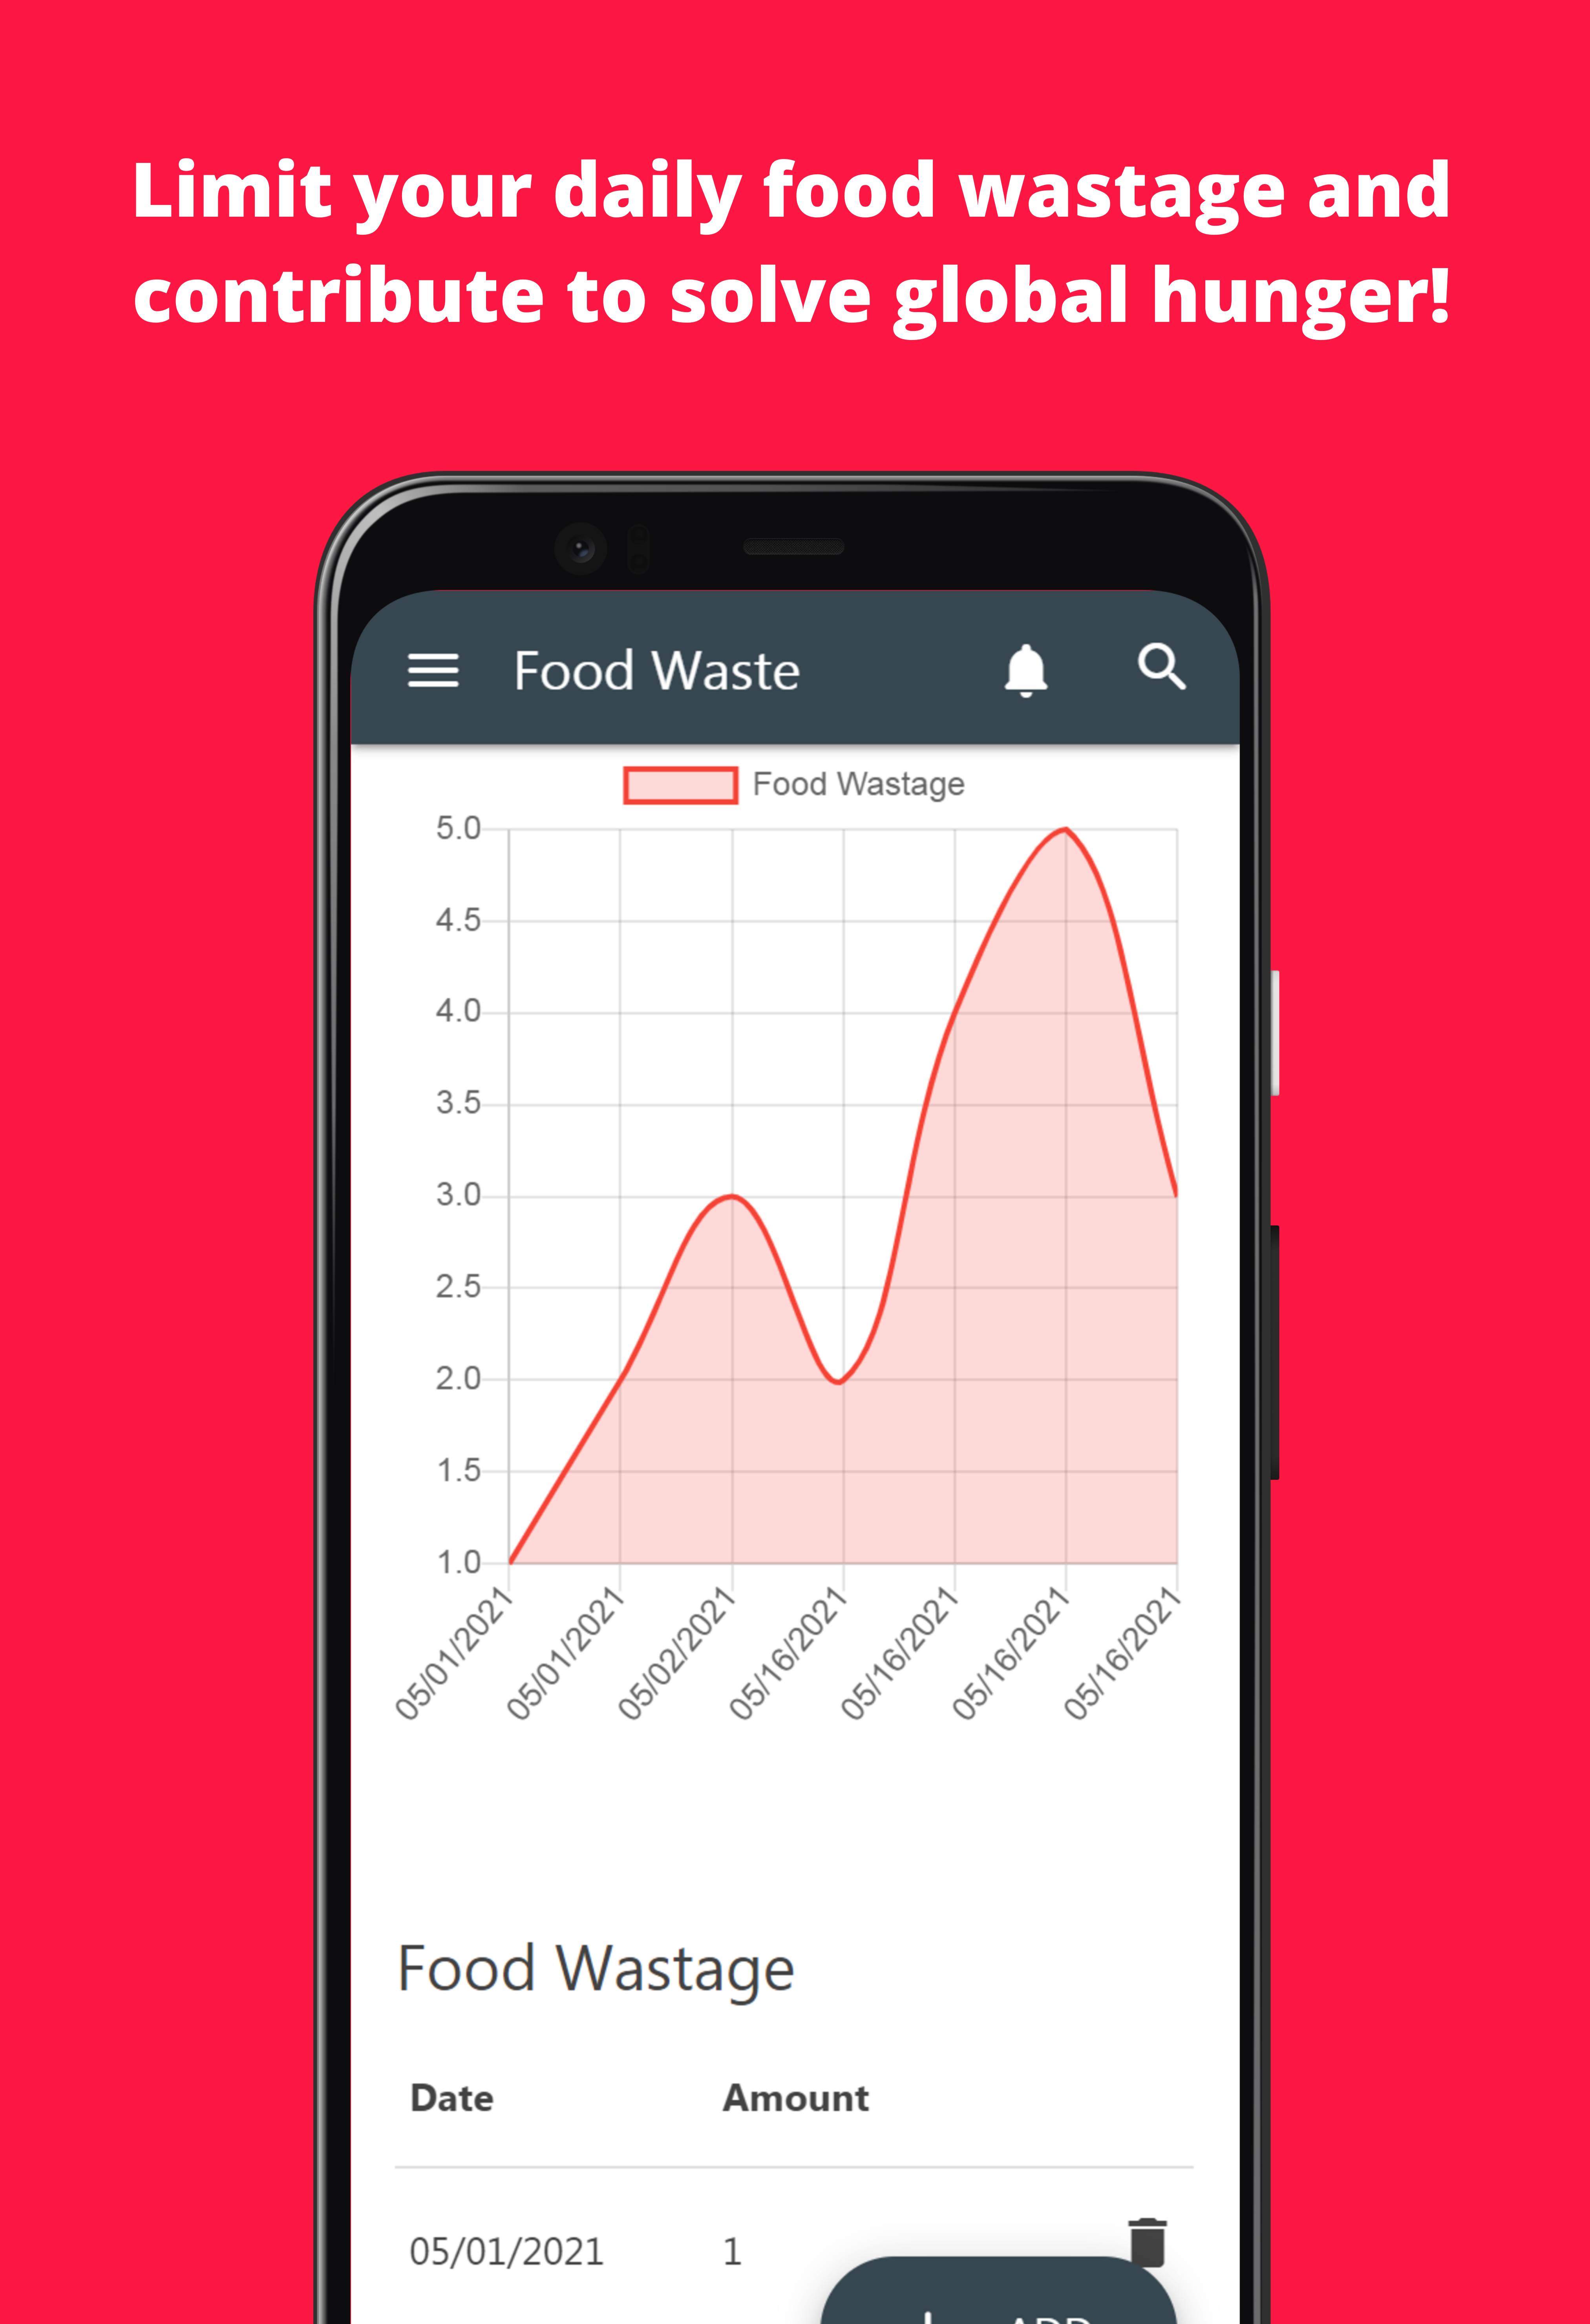 Limit your daily food wastage and
contribute to solve global hunger!
Food Waste
Food Wastage
5.0
4.5
4.0
3.5
3.0
2.5
2.0
1.5
1.0
05/01/2021
05/01/2021
05/02/2021
05/16/2021
05/16/2021
05/16/2021
05/16/2021
Food Wastage
Date Amount
05/01/2021 1
ADD